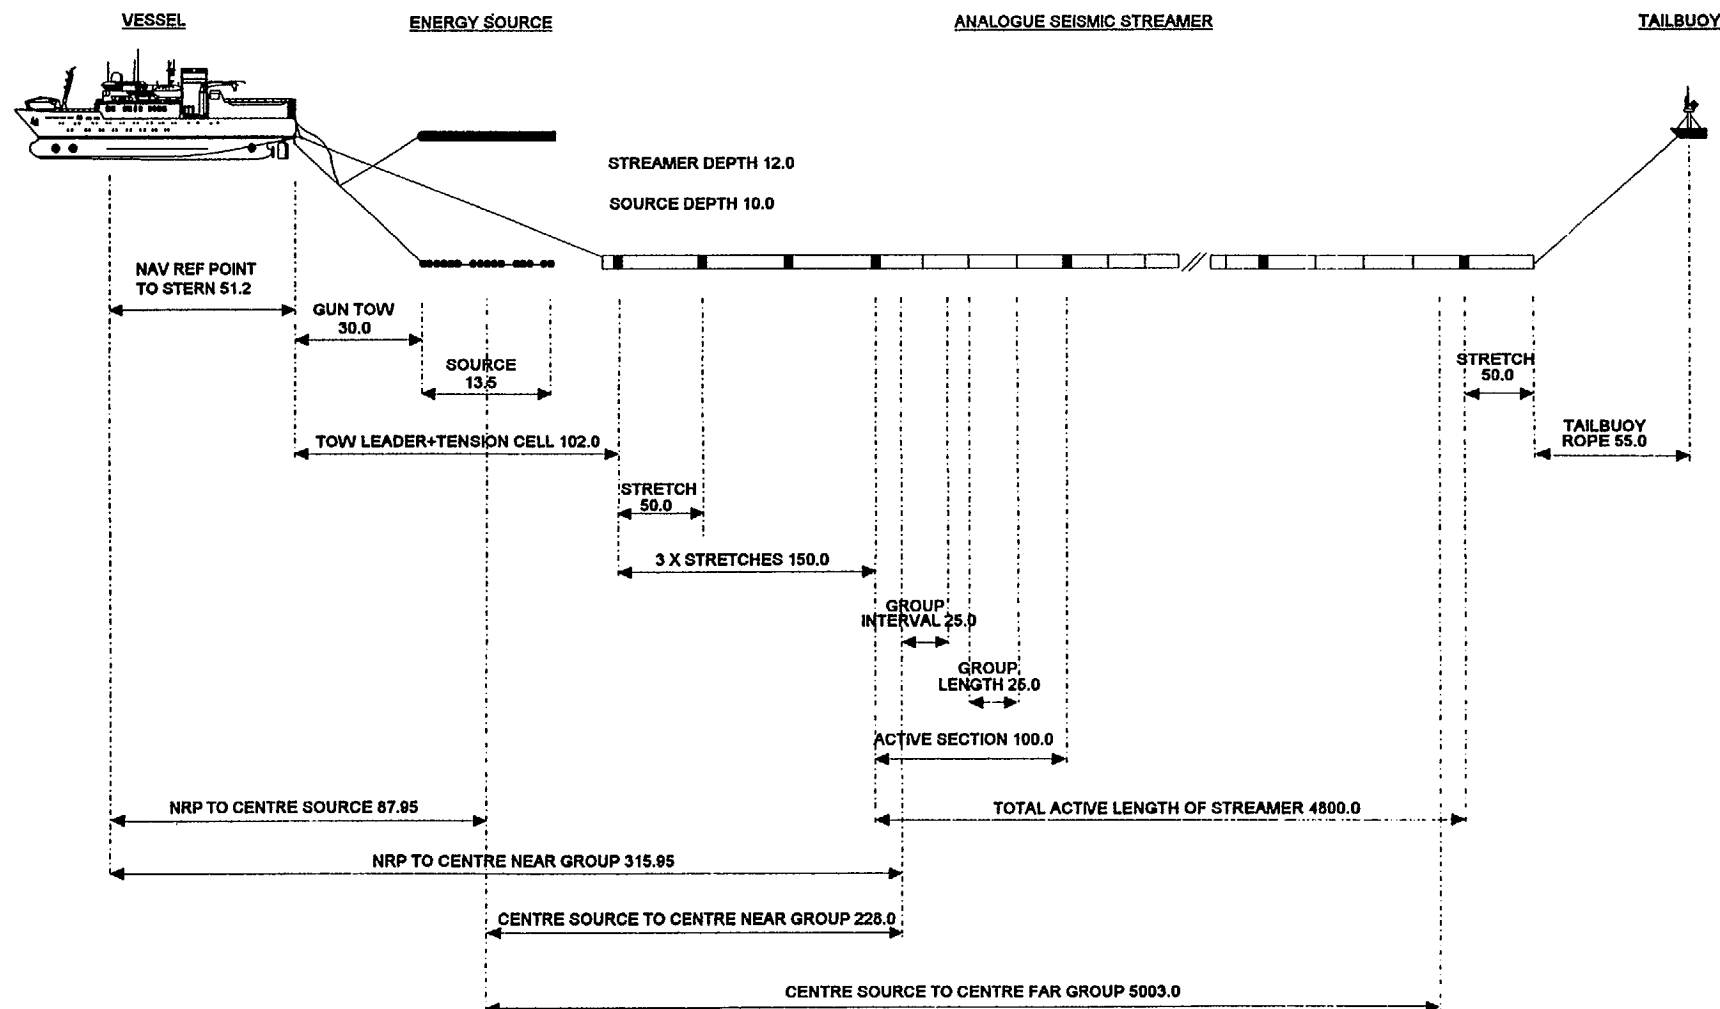 VESSEL
ENERGY SOURCE
ANALOGUE SEISMIC STREAMER
TAILBUOY
STREAMER DEPTH 12.0
SOURCE DEPTH 10.0
NAV REF POINT
TO STERN 51.2
GUN TOW
30.0
SOURCE
13.5
STRETCH
50.0
TOW LEADER+TENSION CELL 102.0
TAILBUOY
ROPE 55.0
STRETCH
50.0
3 X STRETCHES 150.0
GROUP
INTERVAL 25.0
GROUP
LENGTH 25.0
ACTIVE SECTION 100.0
NRP TO CENTRE SOURCE 87.95
TOTAL ACTIVE LENGTH OF STREAMER 4800.0
NRP TO CENTRE NEAR GROUP 315.95
CENTRE SOURCE TO CENTRE NEAR GROUP 228.0
CENTRE SOURCE TO CENTRE FAR GROUP 5003.0